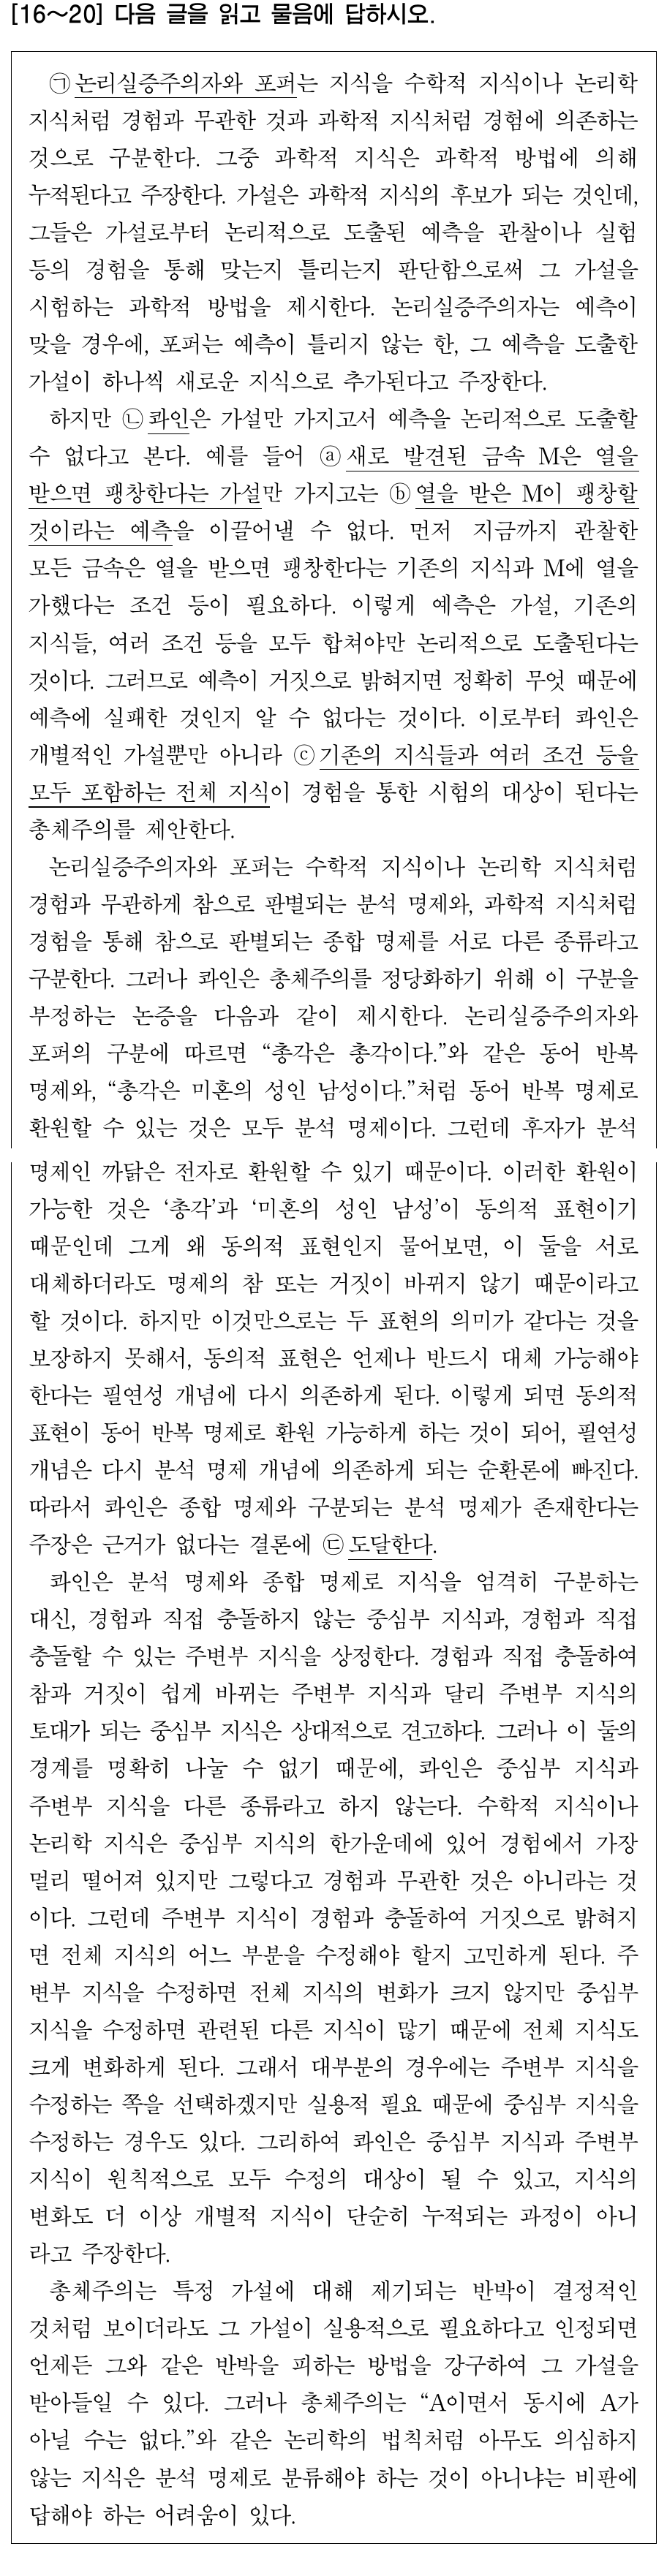 [16～20] 다음 글을 읽고 물음에 답하시오.
㉠ 논리실증주의자와 포퍼는 지식을 수학적 지식이나 논리학
지식처럼 경험과 무관한 것과 과학적 지식처럼 경험에 의존하는
것으로 구분한다. 그중 과학적 지식은 과학적 방법에 의해
누적된다고 주장한다. 가설은 과학적 지식의 후보가 되는 것인데,
그들은 가설로부터 논리적으로 도출된 예측을 관찰이나 실험
등의 경험을 통해 맞는지 틀리는지 판단함으로써 그 가설을
시험하는 과학적 방법을 제시한다. 논리실증주의자는 예측이
맞을 경우에, 포퍼는 예측이 틀리지 않는 한, 그 예측을 도출한
가설이 하나씩 새로운 지식으로 추가된다고 주장한다.
하지만 ㉡ 콰인은 가설만 가지고서 예측을 논리적으로 도출할
수 없다고 본다. 예를 들어 ⓐ 새로 발견된 금속 M은 열을
받으면 팽창한다는 가설만 가지고는 ⓑ 열을 받은 M이 팽창할
것이라는 예측을 이끌어낼 수 없다. 먼저 지금까지 관찰한
모든 금속은 열을 받으면 팽창한다는 기존의 지식과 M에 열을
가했다는 조건 등이 필요하다. 이렇게 예측은 가설, 기존의
지식들, 여러 조건 등을 모두 합쳐야만 논리적으로 도출된다는
것이다. 그러므로 예측이 거짓으로 밝혀지면 정확히 무엇 때문에
예측에 실패한 것인지 알 수 없다는 것이다. 이로부터 콰인은
개별적인 가설뿐만 아니라 ⓒ 기존의 지식들과 여러 조건 등을
모두 포함하는 전체 지식이 경험을 통한 시험의 대상이 된다는
총체주의를 제안한다.
논리실증주의자와 포퍼는 수학적 지식이나 논리학 지식처럼
경험과 무관하게 참으로 판별되는 분석 명제와, 과학적 지식처럼
경험을 통해 참으로 판별되는 종합 명제를 서로 다른 종류라고
구분한다. 그러나 콰인은 총체주의를 정당화하기 위해 이 구분을
부정하는 논증을 다음과 같이 제시한다. 논리실증주의자와
포퍼의 구분에 따르면 “총각은 총각이다.”와 같은 동어 반복
명제와, “총각은 미혼의 성인 남성이다.”처럼 동어 반복 명제로
환원할 수 있는 것은 모두 분석 명제이다. 그런데 후자가 분석
명제인 까닭은 전자로 환원할 수 있기 때문이다. 이러한 환원이
가능한 것은 ‘총각’과 ‘미혼의 성인 남성’이 동의적 표현이기
때문인데 그게 왜 동의적 표현인지 물어보면, 이 둘을 서로
대체하더라도 명제의 참 또는 거짓이 바뀌지 않기 때문이라고
할 것이다. 하지만 이것만으로는 두 표현의 의미가 같다는 것을
보장하지 못해서, 동의적 표현은 언제나 반드시 대체 가능해야
한다는 필연성 개념에 다시 의존하게 된다. 이렇게 되면 동의적
표현이 동어 반복 명제로 환원 가능하게 하는 것이 되어, 필연성
개념은 다시 분석 명제 개념에 의존하게 되는 순환론에 빠진다.
따라서 콰인은 종합 명제와 구분되는 분석 명제가 존재한다는
주장은 근거가 없다는 결론에 ㉢ 도달한다.
콰인은 분석 명제와 종합 명제로 지식을 엄격히 구분하는
대신, 경험과 직접 충돌하지 않는 중심부 지식과, 경험과 직접
충돌할 수 있는 주변부 지식을 상정한다. 경험과 직접 충돌하여
참과 거짓이 쉽게 바뀌는 주변부 지식과 달리 주변부 지식의
토대가 되는 중심부 지식은 상대적으로 견고하다. 그러나 이 둘의
경계를 명확히 나눌 수 없기 때문에, 콰인은 중심부 지식과
주변부 지식을 다른 종류라고 하지 않는다. 수학적 지식이나
논리학 지식은 중심부 지식의 한가운데에 있어 경험에서 가장
멀리 떨어져 있지만 그렇다고 경험과 무관한 것은 아니라는 것
이다. 그런데 주변부 지식이 경험과 충돌하여 거짓으로 밝혀지
면 전체 지식의 어느 부분을 수정해야 할지 고민하게 된다. 주
변부 지식을 수정하면 전체 지식의 변화가 크지 않지만 중심부
지식을 수정하면 관련된 다른 지식이 많기 때문에 전체 지식도
크게 변화하게 된다. 그래서 대부분의 경우에는 주변부 지식을
수정하는 쪽을 선택하겠지만 실용적 필요 때문에 중심부 지식을
수정하는 경우도 있다. 그리하여 콰인은 중심부 지식과 주변부
지식이 원칙적으로 모두 수정의 대상이 될 수 있고, 지식의
변화도 더 이상 개별적 지식이 단순히 누적되는 과정이 아니
라고 주장한다.
총체주의는 특정 가설에 대해 제기되는 반박이 결정적인
것처럼 보이더라도 그 가설이 실용적으로 필요하다고 인정되면
언제든 그와 같은 반박을 피하는 방법을 강구하여 그 가설을
받아들일 수 있다. 그러나 총체주의는 “A이면서 동시에 A가
아닐 수는 없다.”와 같은 논리학의 법칙처럼 아무도 의심하지
않는 지식은 분석 명제로 분류해야 하는 것이 아니냐는 비판에
답해야 하는 어려움이 있다.